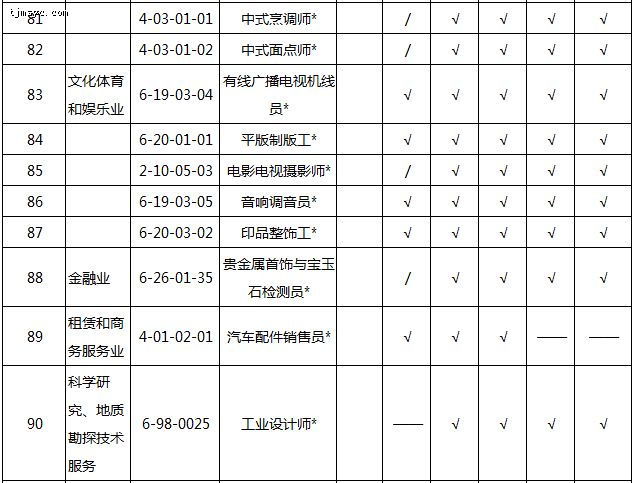 tjmawe.com
81 4-03-01-01 中式烹调师* / √ √ √ √
82 4-03-01-02 中式面点师* / √ √ √ √
83 文化体育和娱乐业 6-19-03-04 有线广播电视机线员* √ √ √ √ √
84 6-20-01-01 平版制版工* √ √ √ √ √
85 2-10-05-03 电影电视摄影师* / √ √ √ √
86 6-19-03-05 音响调音员* √ √ √ √ √
87 6-20-03-02 印品整饰工* √ √ √ √ √
88 金融业 6-26-01-35 贵金属首饰与宝玉石检测员* / √ √ √ √
89 租赁和商务服务业 4-01-02-01 汽车配件销售员* √ √ √ —— ——
90 科学研究、地质勘探技术服务 6-98-0025 工业设计师* —— √ √ √ √